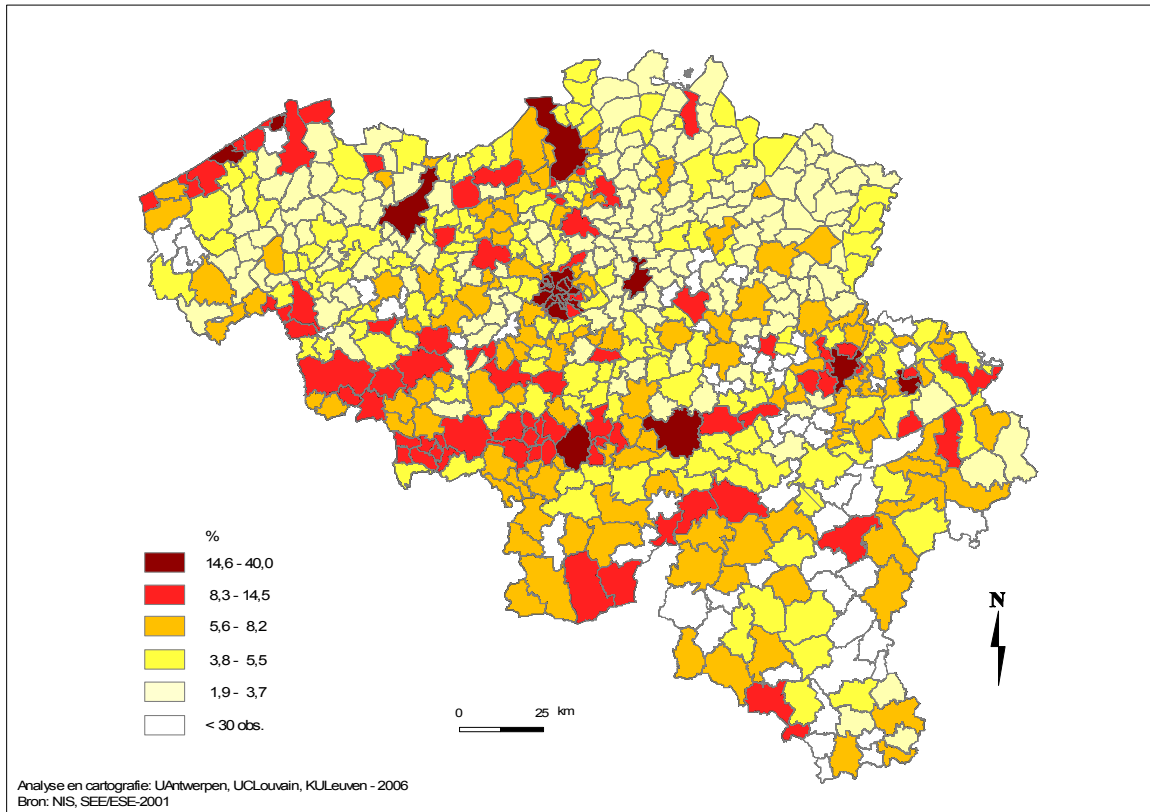 %
14,6 - 40,0
8,3 - 14,5
5,6 - 8,2
3,8 - 5,5
1,9 - 3,7
< 30 obs.
0 25 km
N
Analyse en cartografie: UAntwerpen, UCLouvain, KULeuven - 2006
Bron: NIS, SEE/ESE-2001